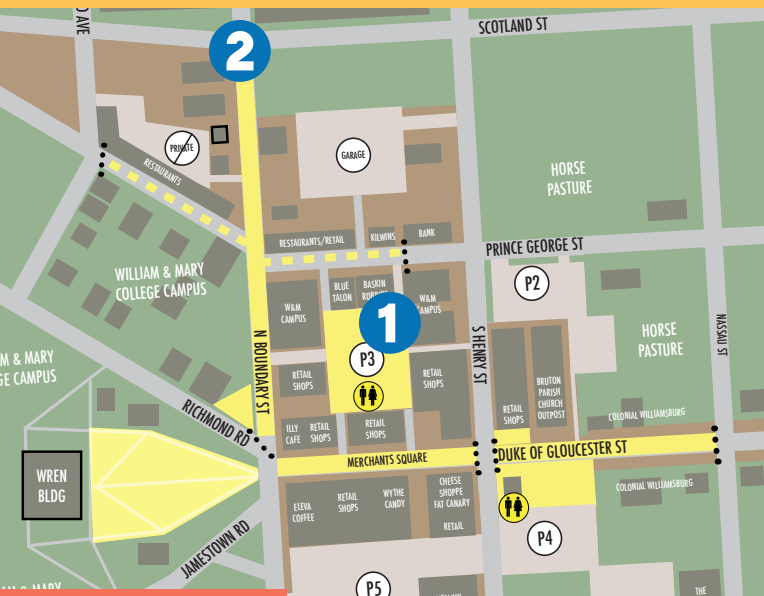 D AVE
2
SCOTLAND ST
PRIVATE
GARAGE
RESTAURANTS
HORSE
PASTURE
RESTAURANTS/RETAIL
KILWINS
BANK
PRINCE GEORGE ST
WILLIAM & MARY
COLLEGE CAMPUS
BLUE
TALON
BASKIN
P2
W&M
CAMPUS
W&M
CAMPUS
1
N BOUNDARY ST
S HENRY ST
NASSAU ST
HORSE
PASTURE
P3
M & MARY
GE CAMPUS
RETAIL
SHOPS
RETAIL
SHOPS
BRUTON
PARISH
CHURCH
OUTPOST
RETAIL
SHOPS
RICHMOND RD
COLONIAL WILLIAMSBURG
ILLY
CAFE
RETAIL
SHOPS
RETAIL
SHOPS
DUKE OF GLOUCESTER ST
MERCHANTS SQUARE
WREN
BLDG
ELEVA
COFFEE
RETAIL
SHOPS
WYTHE
CANDY
CHEESE
SHOPPE
FAT CANARY
RETAIL
COLONIAL WILLIAMSBURG
JAMESTOWN RD
P4
P5
THE